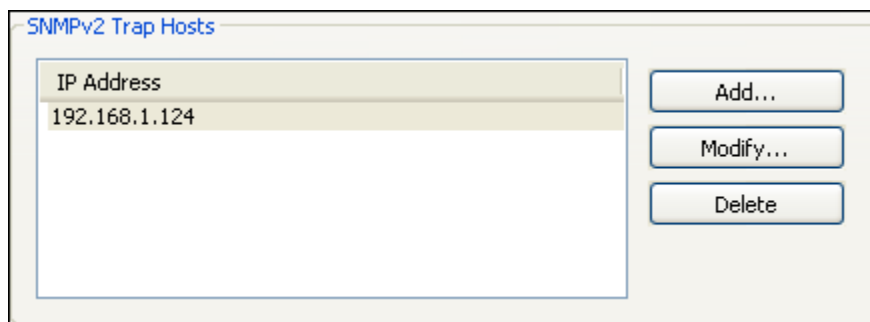 SNMPv2 Trap Hosts
IP Address
192.168.1.124
Add...
Modify...
Delete